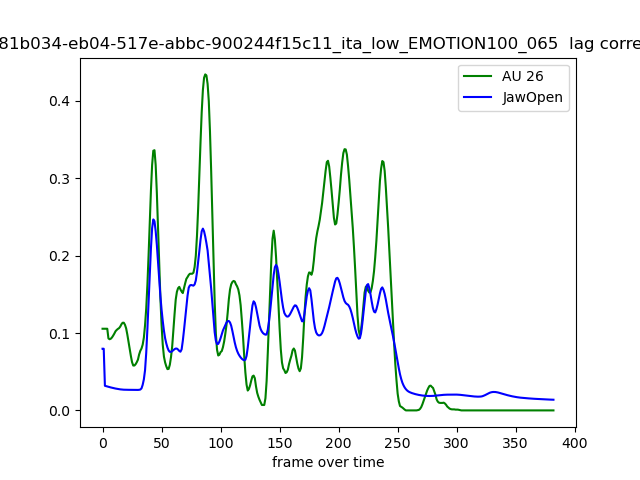 81b034-eb04-517e-abbc-900244f15c11_ita_low_EMOTION100_065 lag corre
AU 26
JawOpen
0.4
0.3
0.2
0.1
0.0
0 50 100 150 200 250 300 350 400
frame over time